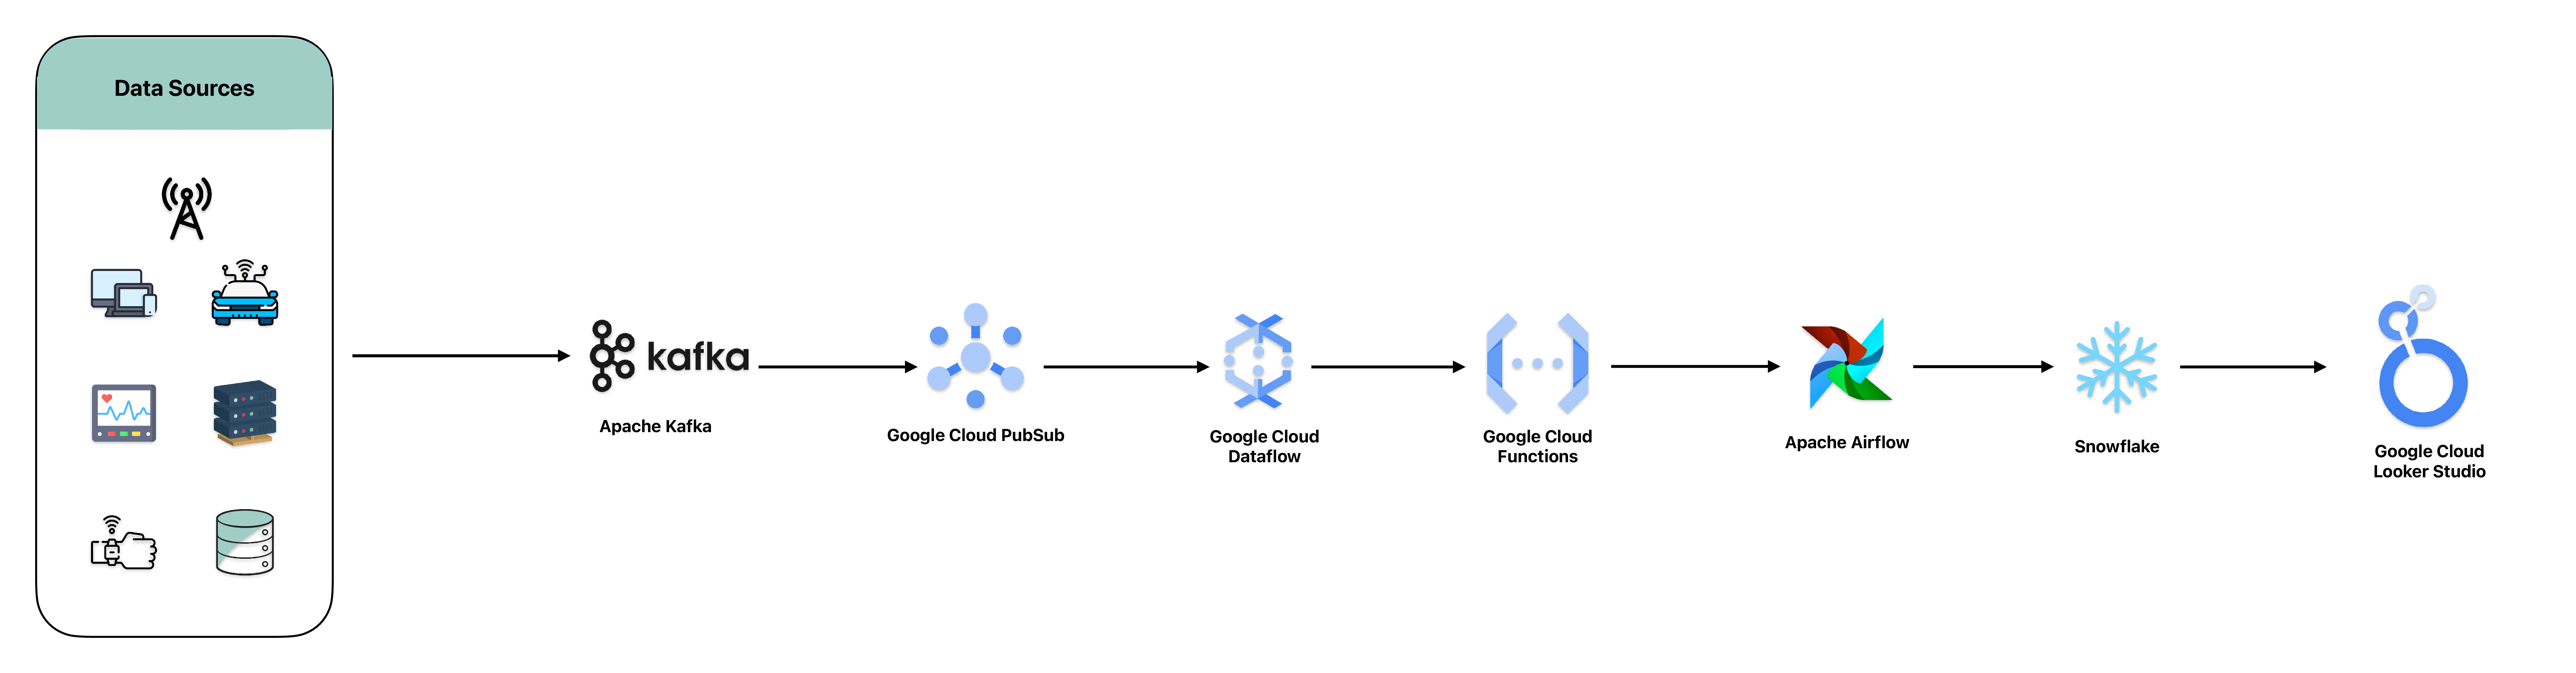 Data Sources
kafka
Apache Kafka
Google Cloud PubSub
Google Cloud
Dataflow
Google Cloud
Functions
Apache Airflow
Snowflake
Google Cloud
Looker Studio